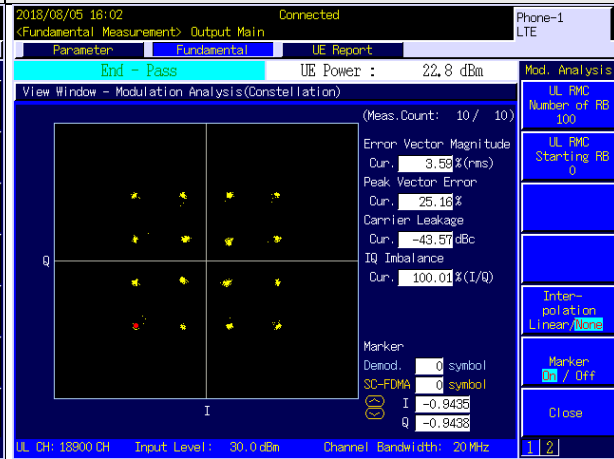 2018/08/05 16:02 Connected
<Fundamental Measurement> Output Main
Phone-1
LTE
Parameter Fundamental UE Report
End - Pass UE Power : 22.8 dBm
Mod. Analysis
View Window - Modulation Analysis(Constellation)
(Meas.Count: 10/ 10)
Error Vector Magnitude
Cur. 3.59 %(rms)
Peak Vector Error
Cur. 25.16 %
Carrier Leakage
Cur. -43.57 dBc
IQ Imbalance
Cur. 100.01 %(I/Q)
Q
I
Marker
Demod. 0 symbol
SC-FDMA 0 symbol
I -0.9435
Q -0.9438
UL RMC
Number of RB
100
UL RMC
Starting RB
0
Inter-
polation
Linear/None
Marker
On / Off
Close
UL CH: 18900 CH Input Level: 30.0 dBm Channel Bandwidth: 20 MHz
1 2